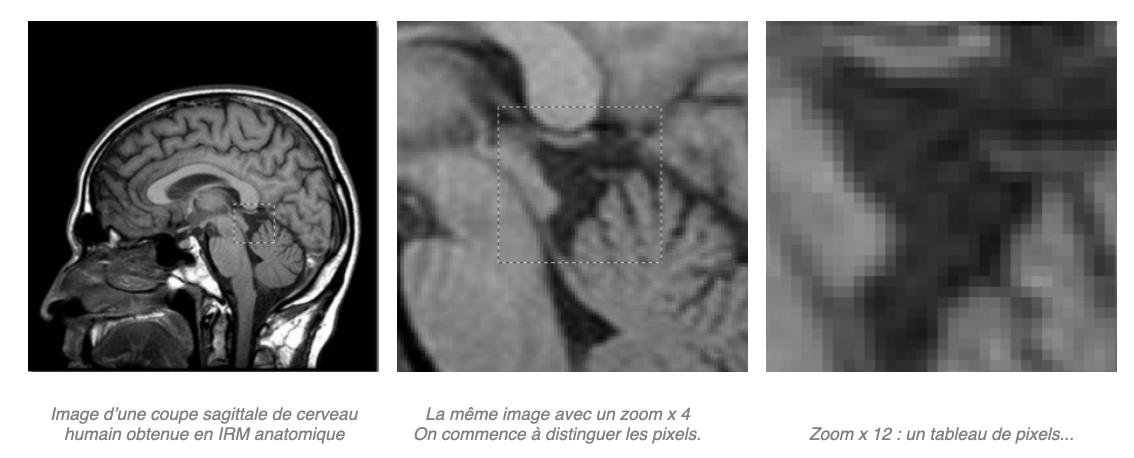 Image d’une coupe sagittale de cerveau
humain obtenue en IRM anatomique
La même image avec un zoom x 4
On commence à distinguer les pixels.
Zoom x 12 : un tableau de pixels...